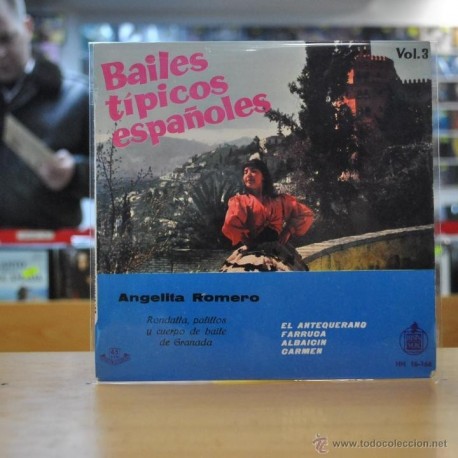 Vol.3
Bailes
típicos
españoles
Angelita Romero
Rondalla, palillos
y cuerpo de baile
de Granada
EL ANTEQUERANO
FARRUCA
ALBAICIN
CARMEN
45
© www.todocoleccion.net